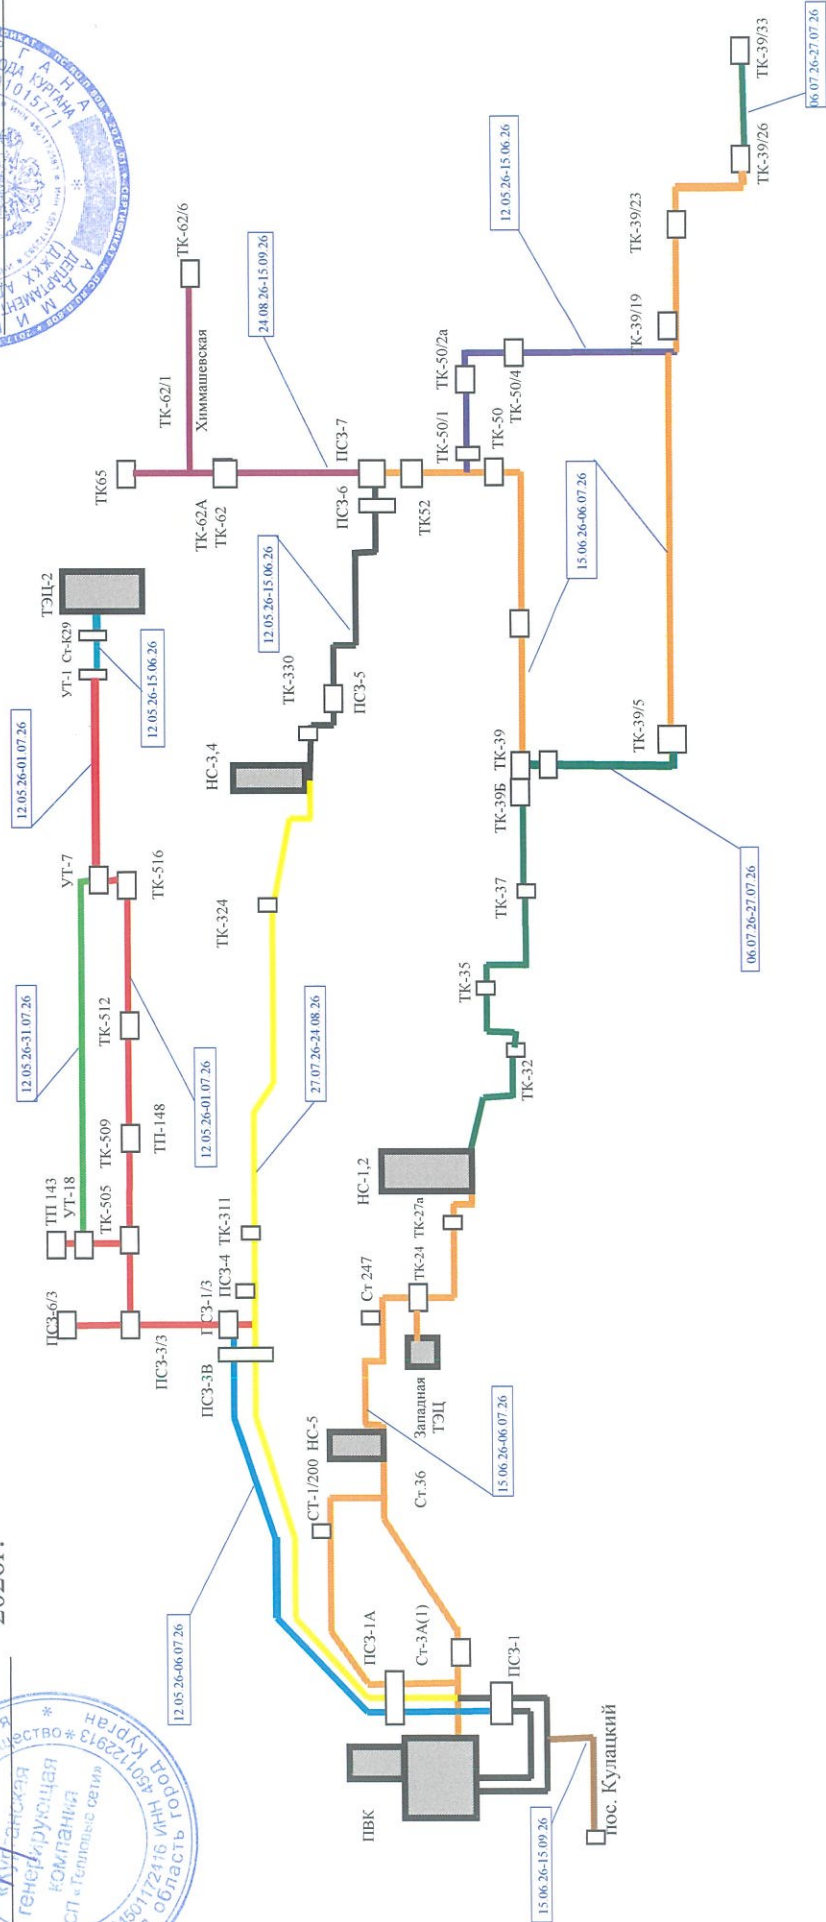 2026г.
ТК-62/6
ТК-62/1
Химмашевская
ТК65
ТК-62А
ТК-62
24.08.26-15.09.26
ПСЗ-7
ПСЗ-6
ТК52
ТК-50/1
ТК-50
ТК-50/2а
ТК-50/4
12.05.26-15.06.26
ТК-39/19
ТК-39/23
ТК-39/26
ТК-39/33
06.07.26-27.07.26
ТЭЦ-2
УТ-1 Ст-К29
12.05.26-15.06.26
12.05.26-01.07.26
12.05.26-15.06.26
ТК-330
ПСЗ-5
НС-3,4
15.06.26-06.07.26
ТК-39
ТК-39Б
ТК-39/5
06.07.26-27.07.26
УТ-7
ТК-516
ТК-324
ТК-37
ТК-35
ТК-32
12.05.26-31.07.26
ТК-512
ТК-509
ТП-148
12.05.26-01.07.26
27.07.26-24.08.26
ТП 143
УТ-18
ТК-505
ТК-311
ПСЗ-4
ПСЗ-1/3
НС-1,2
ТК-27а
ТК-24
Ст 247
ПСЗ-6/3
ПСЗ-3/3
ПСЗ-3В
Западная
ТЭЦ
НС-5
СТ-1/200
Ст.36
15.06.26-06.07.26
12.05.26-06.07.26
ПСЗ-1А
Ст-3А(1)
ПСЗ-1
ПВК
пос. Кулацкий
15.06.26-15.09.26
генерирующая
компания
СП «Тепловые сети»
город Курган